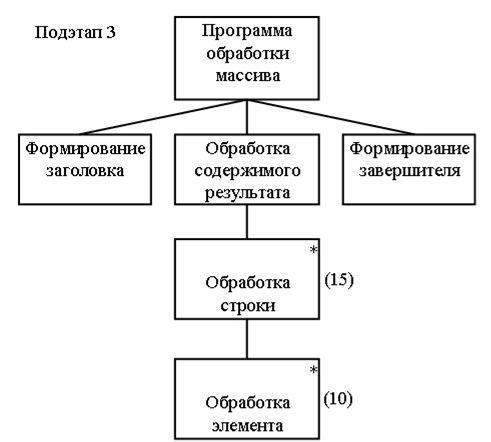 Подэтап 3
Программа
обработки
массива
Формирование
заголовка
Обработка
содержимого
результата
Формирование
завершителя
*
Обработка
строки
(15)
*
Обработка
элемента
(10)